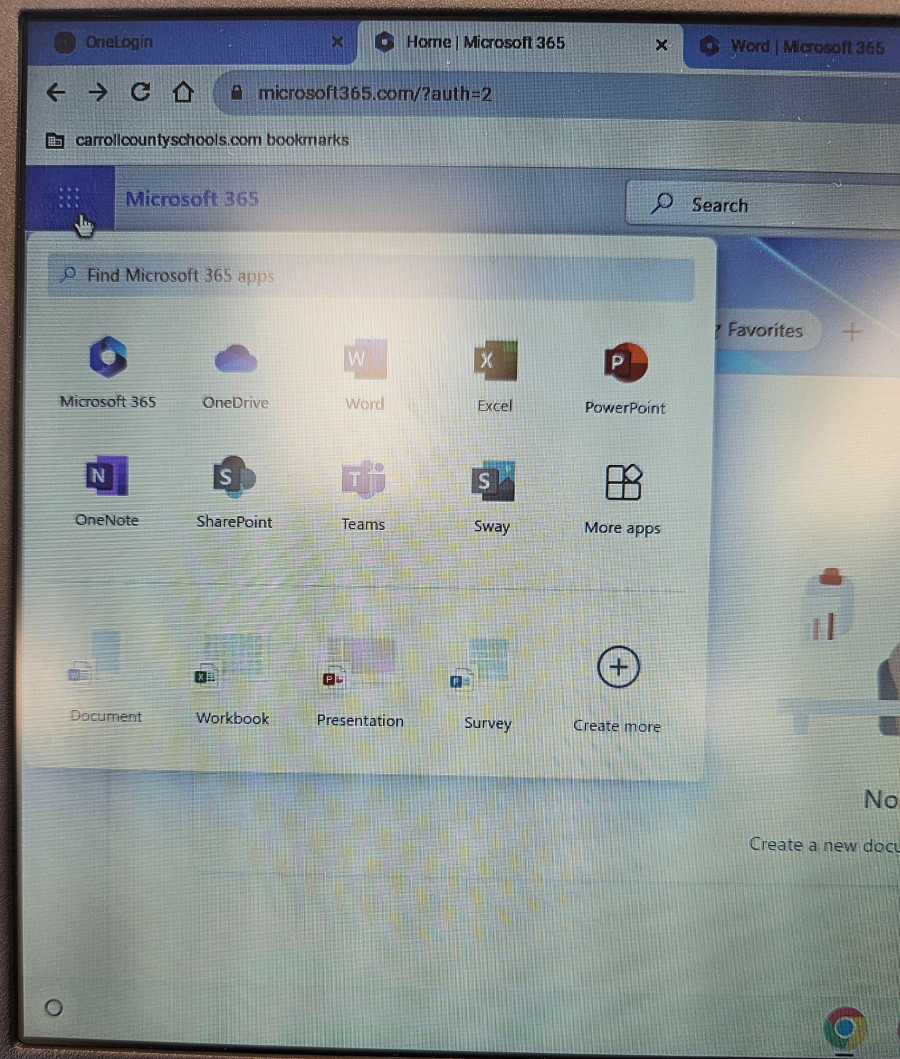 OneLogin
Home | Microsoft 365
Word | Microsoft 365
microsoft365.com/?auth=2
carrollcountyschools.com bookmarks
Microsoft 365
Search
Find Microsoft 365 apps
Favorites
W
X
P
Microsoft 365
OneDrive
Word
Excel
PowerPoint
N
S
T
S
OneNote
SharePoint
Teams
Sway
More apps
Document
Workbook
Presentation
Survey
Create more
No
Create a new docu